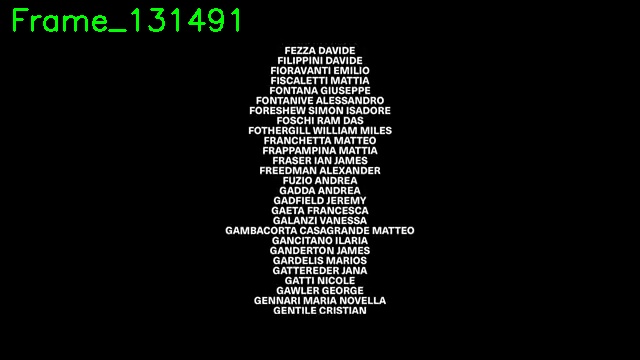 Frame_131491
FEZZA DAVIDE
FILIPPINI DAVIDE
FIORAVANTI EMILIO
FISCALETTI MATTIA
FONTANA GIUSEPPE
FONTANIVE ALESSANDRO
FORESHEW SIMON ISADORE
FOSCHI RAM DAS
FOTHERGILL WILLIAM MILES
FRANCHETTA MATTEO
FRAPPAMPINA MATTIA
FRASER IAN JAMES
FREEDMAN ALEXANDER
FUZIO ANDREA
GADDA ANDREA
GADFIELD JEREMY
GAETA FRANCESCA
GALANZI VANESSA
GAMBACORTA CASAGRANDE MATTEO
GANCITANO ILARIA
GANDERTON JAMES
GARDELIS MARIOS
GATTEREDER JANA
GATTI NICOLE
GAWLER GEORGE
GENNARI MARIA NOVELLA
GENTILE CRISTIAN